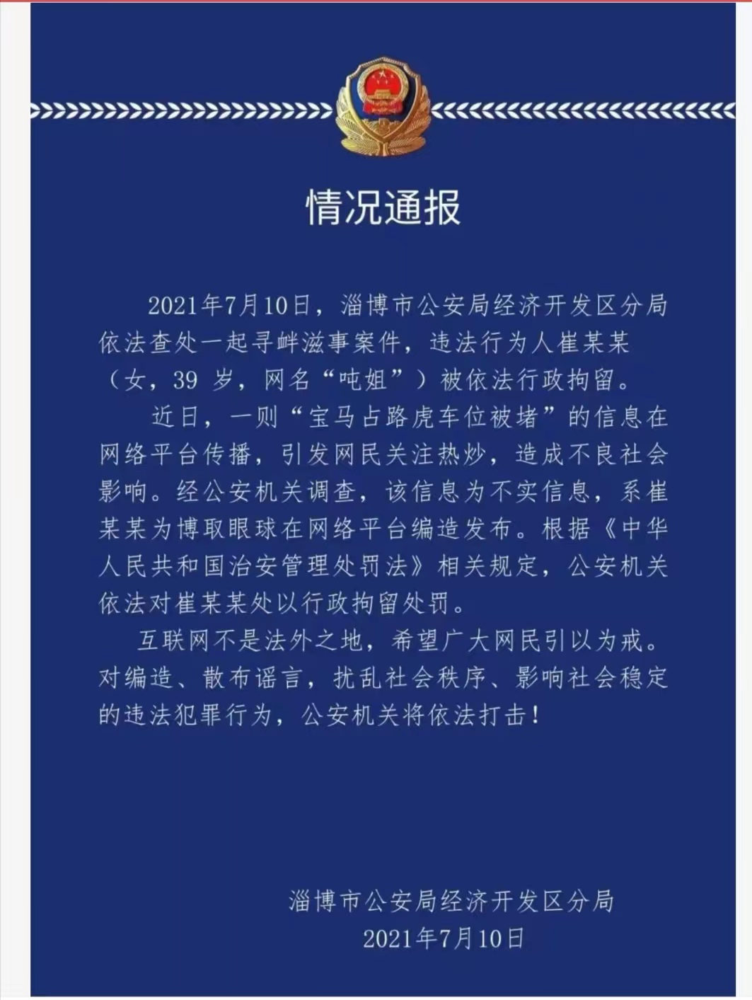 情况通报
2021年7月10日，淄博市公安局经济开发区分局
依法查处一起寻衅滋事案件，违法行为人崔某某
（女，39 岁，网名“吨姐”）被依法行政拘留。
近日，一则“宝马占路虎车位被堵”的信息在
网络平台传播，引发网民关注热炒，造成不良社会
影响。经公安机关调查，该信息为不实信息，系崔
某某为博取眼球在网络平台编造发布。根据《中华
人民共和国治安管理处罚法》相关规定，公安机关
依法对崔某某处以行政拘留处罚。
互联网不是法外之地，希望广大网民引以为戒。
对编造、散布谣言，扰乱社会秩序、影响社会稳定
的违法犯罪行为，公安机关将依法打击！
淄博市公安局经济开发区分局
2021年7月10日